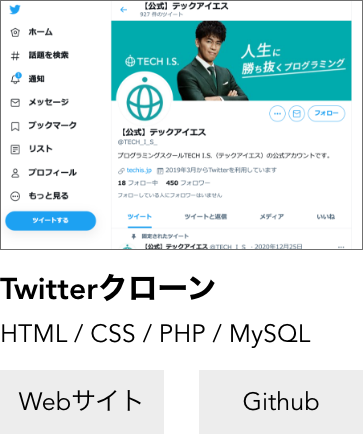 ホーム
話題を検索
通知
メッセージ
ブックマーク
リスト
プロフィール
もっと見る
ツイートする
【公式】テックアイエス
927 件のツイート
TECH I.S.
人生に
勝ち抜くプログラミング
フォロー
【公式】テックアイエス
@TECH_I_S_
プログラミングスクールTECH I.S.（テックアイエス）の公式アカウントです。
techis.jp 2019年3月からTwitterを利用しています
18 フォロー中 450 フォロワー
フォローしている人にフォロワーはいません
ツイート ツイートと返信 メディア いいね
固定されたツイート
【公式】テックアイエス @TECH_I_S_ · 2020年12月25日
Twitterクローン
HTML / CSS / PHP / MySQL
Webサイト Github